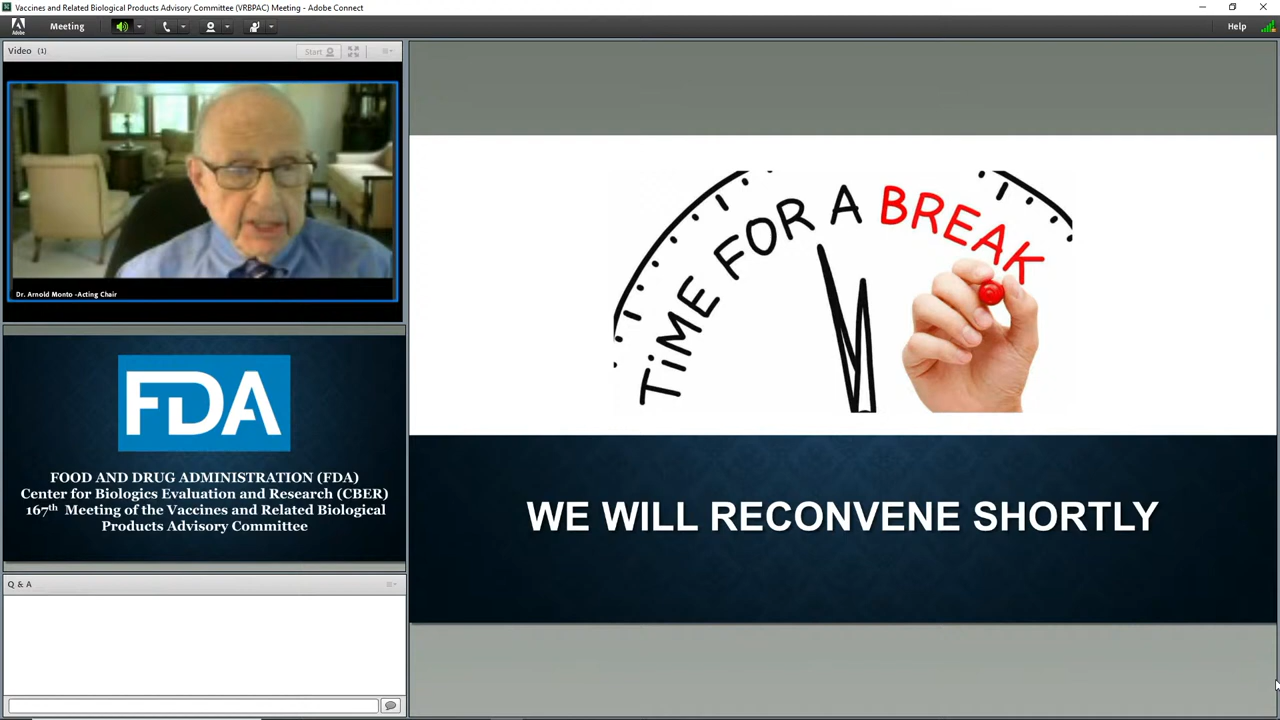 Vaccines and Related Biological Products Advisory Committee (VRBPAC) Meeting - Adobe Connect
Adobe
Meeting
Help
Video (1)
Start
Dr. Arnold Monto -Acting Chair
FDA
FOOD AND DRUG ADMINISTRATION (FDA)
Center for Biologics Evaluation and Research (CBER)
167th Meeting of the Vaccines and Related Biological
Products Advisory Committee
Q & A
TiME FOR A BREAK
WE WILL RECONVENE SHORTLY